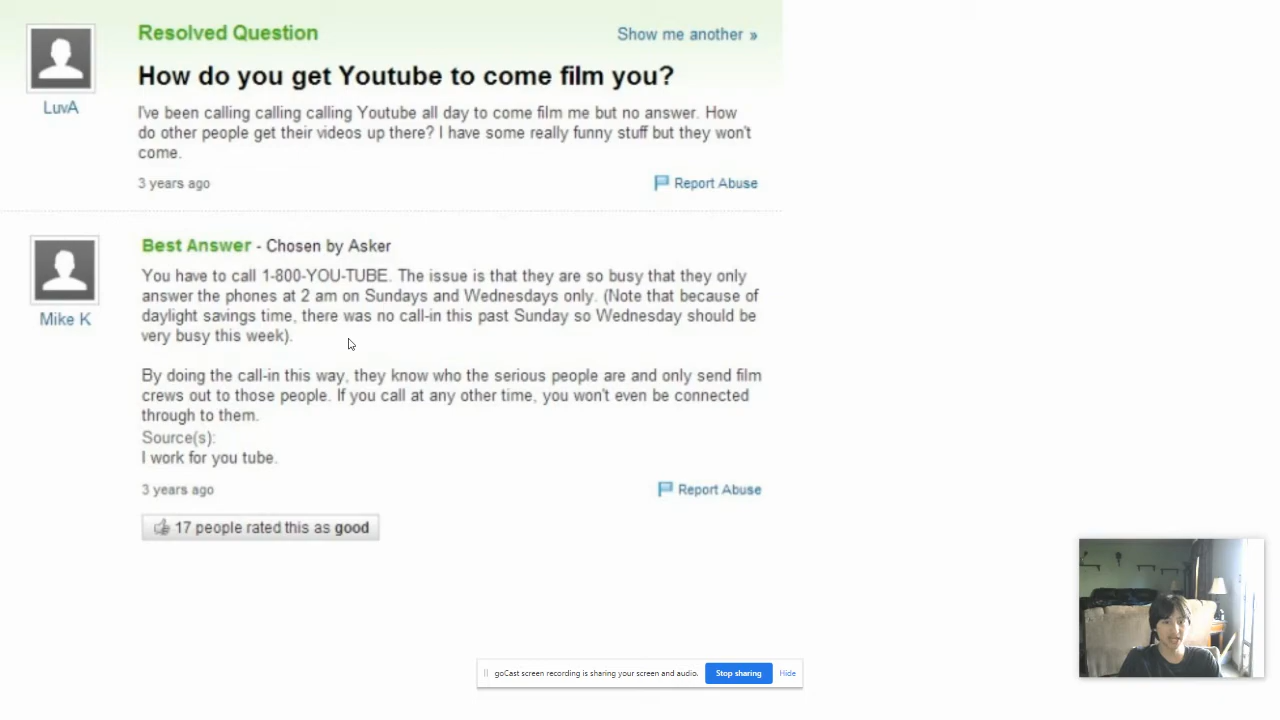 Resolved Question
Show me another »
How do you get Youtube to come film you?
LuvA
I've been calling calling calling Youtube all day to come film me but no answer. How
do other people get their videos up there? I have some really funny stuff but they won't
come.
3 years ago
Report Abuse
Best Answer - Chosen by Asker
You have to call 1-800-YOU-TUBE. The issue is that they are so busy that they only
answer the phones at 2 am on Sundays and Wednesdays only. (Note that because of
daylight savings time, there was no call-in this past Sunday so Wednesday should be
very busy this week).
Mike K
By doing the call-in this way, they know who the serious people are and only send film
crews out to those people. If you call at any other time, you won't even be connected
through to them.
Source(s):
I work for you tube.
3 years ago
Report Abuse
17 people rated this as good
goCast screen recording is sharing your screen and audio.
Stop sharing
Hide